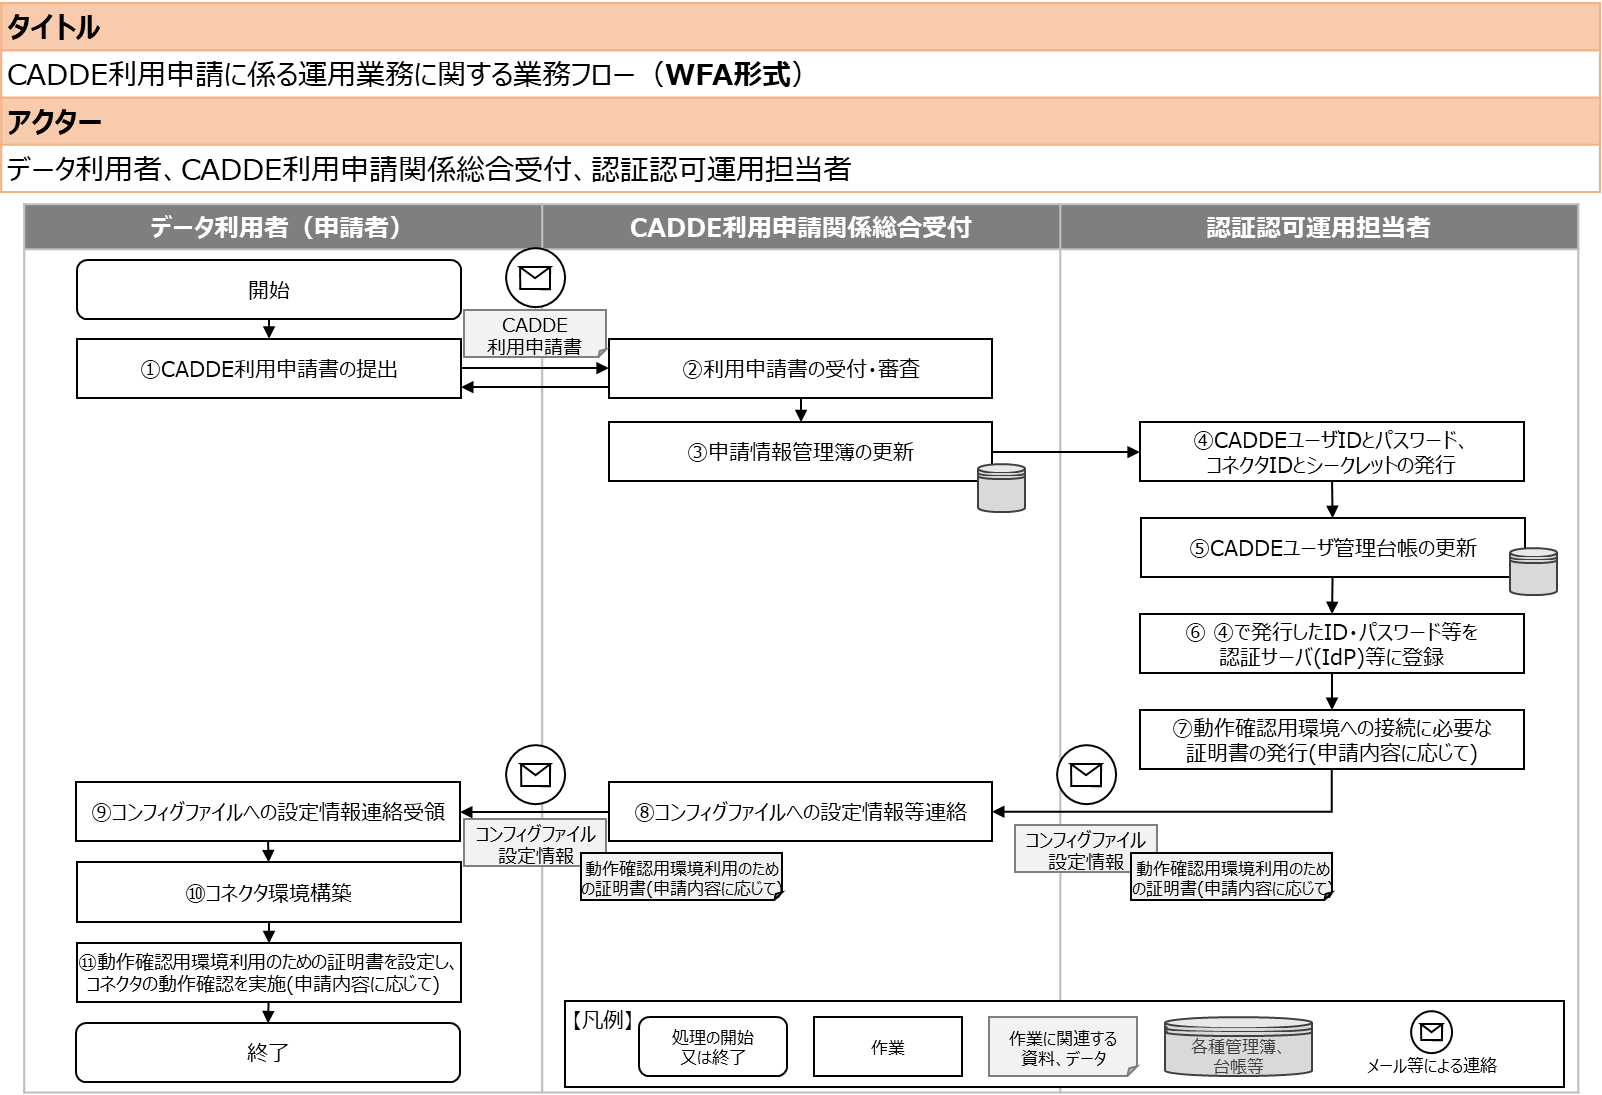 タイトル
CADDE利用申請に係る運用業務に関する業務フロー（WFA形式）
アクター
データ利用者、CADDE利用申請関係総合受付、認証認可運用担当者
データ利用者（申請者）
CADDE利用申請関係総合受付
認証認可運用担当者
開始
CADDE
利用申請書
①CADDE利用申請書の提出
②利用申請書の受付・審査
③申請情報管理簿の更新
④CADDEユーザIDとパスワード、
コネクタIDとシークレットの発行
⑤CADDEユーザ管理台帳の更新
⑥ ④で発行したID・パスワード等を
認証サーバ(IdP)等に登録
⑦動作確認用環境への接続に必要な
証明書の発行(申請内容に応じて)
⑧コンフィグファイルへの設定情報等連絡
コンフィグファイル
設定情報
動作確認用環境利用のため
の証明書(申請内容に応じて)
⑨コンフィグファイルへの設定情報連絡受領
コンフィグファイル
設定情報
動作確認用環境利用のため
の証明書(申請内容に応じて)
⑩コネクタ環境構築
⑪動作確認用環境利用のための証明書を設定し、
コネクタの動作確認を実施(申請内容に応じて)
終了
【凡例】
処理の開始
又は終了
作業
作業に関連する
資料、データ
各種管理簿、
台帳等
メール等による連絡